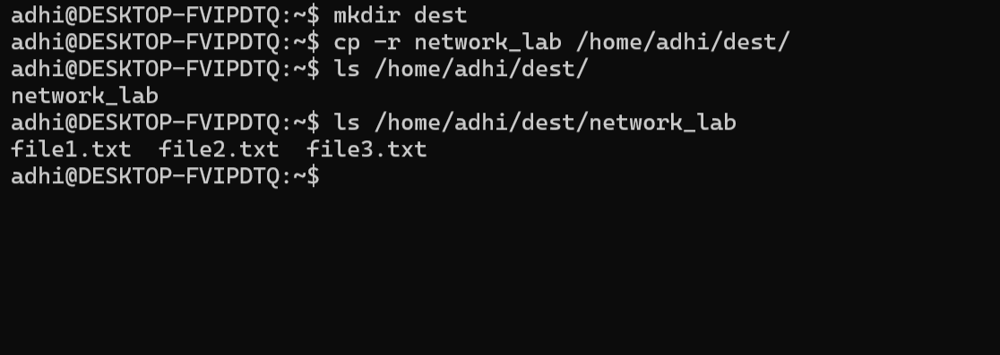 adhi@DESKTOP-FVIPDTQ:~$ mkdir dest
adhi@DESKTOP-FVIPDTQ:~$ cp -r network_lab /home/adhi/dest/
adhi@DESKTOP-FVIPDTQ:~$ ls /home/adhi/dest/
network_lab
adhi@DESKTOP-FVIPDTQ:~$ ls /home/adhi/dest/network_lab
file1.txt  file2.txt  file3.txt
adhi@DESKTOP-FVIPDTQ:~$